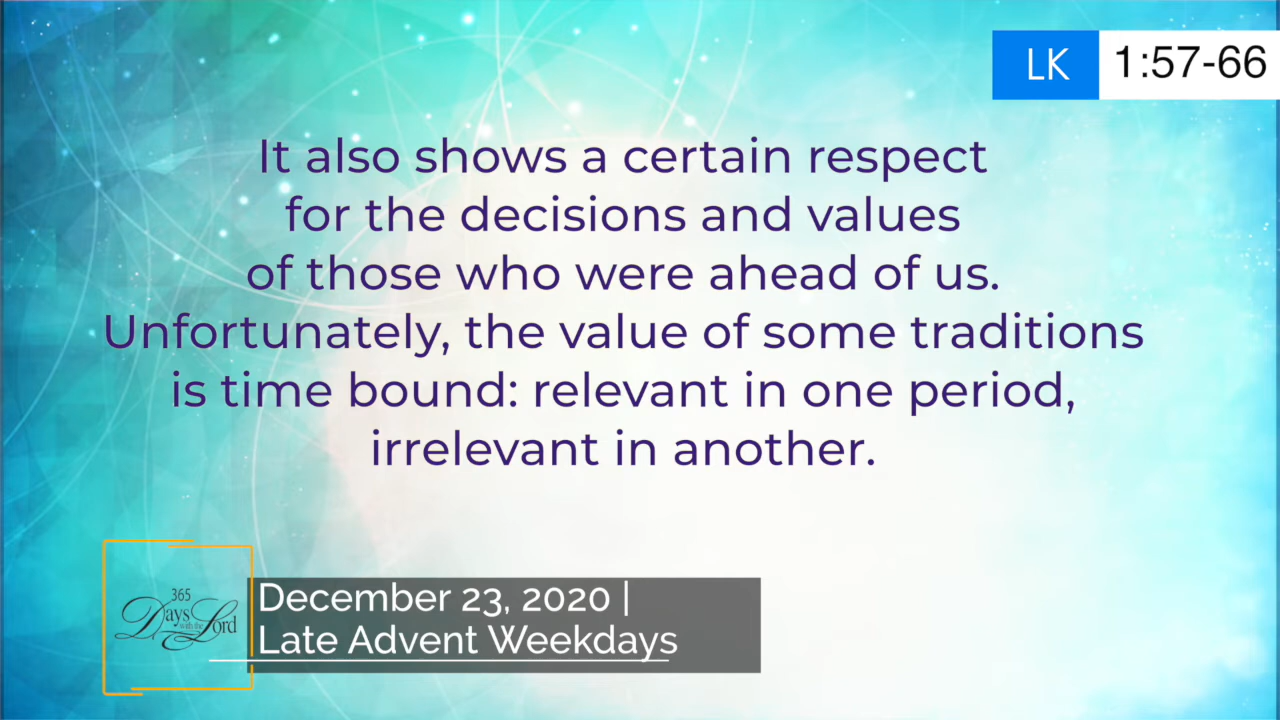 LK 1:57-66
It also shows a certain respect
for the decisions and values
of those who were ahead of us.
Unfortunately, the value of some traditions
is time bound: relevant in one period,
irrelevant in another.
365
Days with the Lord
December 23, 2020 |
Late Advent Weekdays